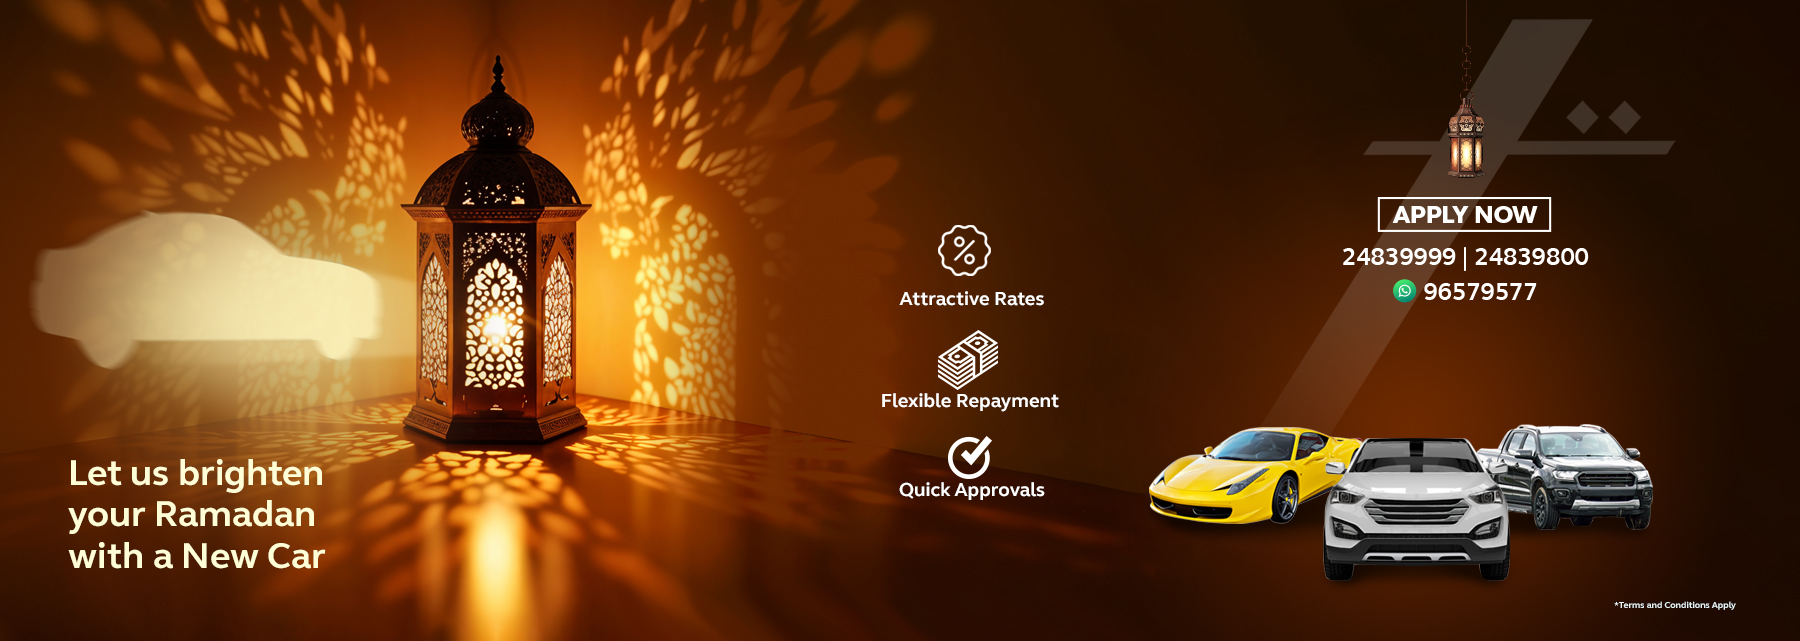 Let us brighten
your Ramadan
with a New Car
Attractive Rates
Flexible Repayment
Quick Approvals
APPLY NOW
24839999 | 24839800
96579577
*Terms and Conditions Apply